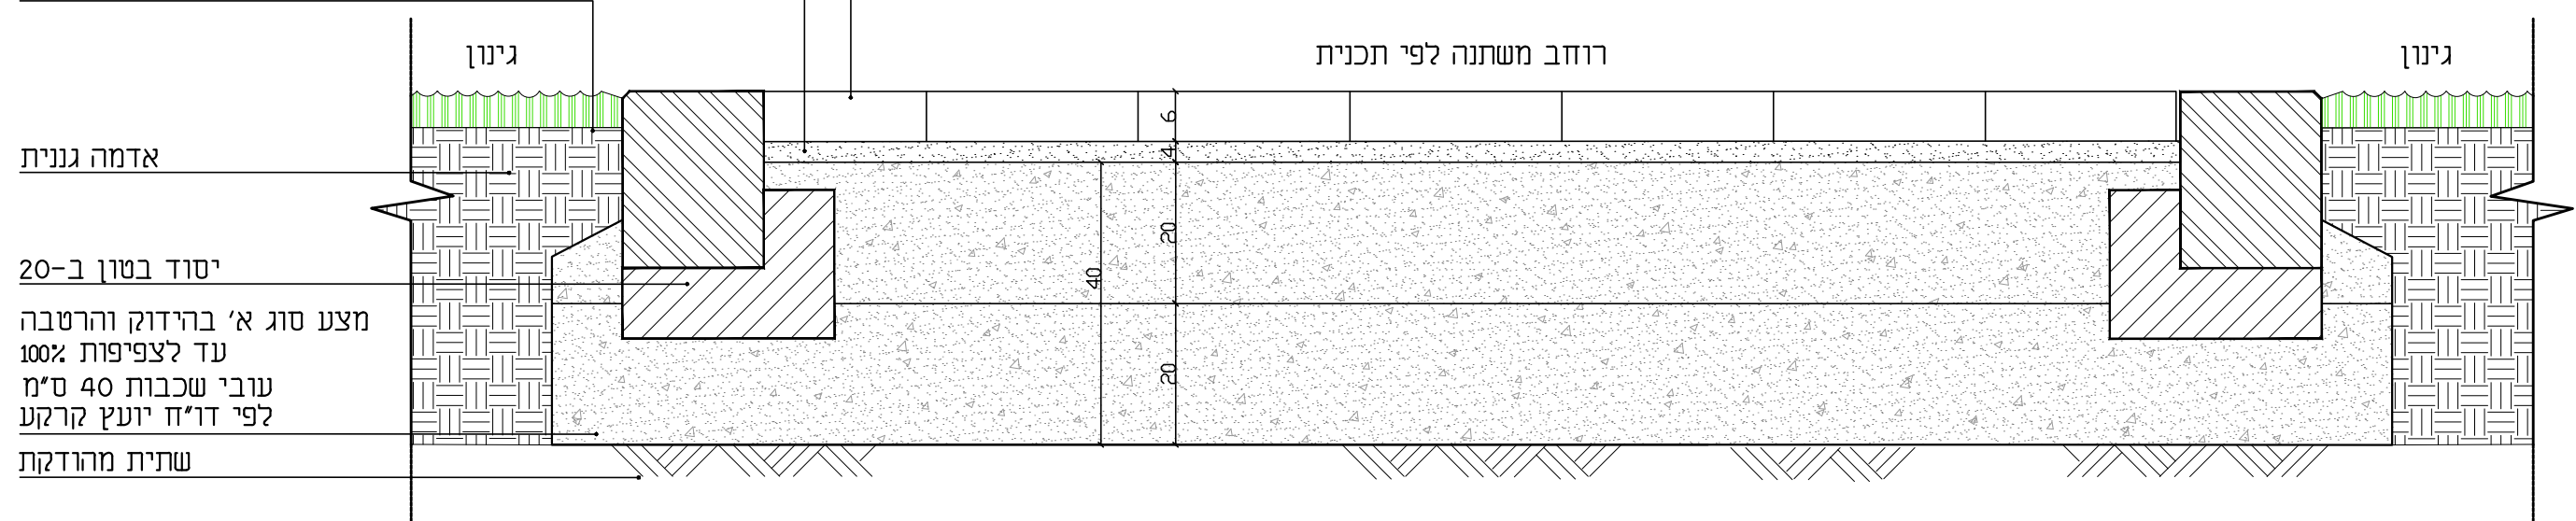 גינון
רוחב משתנה לפי תכנית
גינון
אדמה גננית
יסוד בטון ב-20
מצע סוג א' בהידוק והרטבה
עד לצפיפות 100%
עובי שכבות 40 ס"מ
לפי דו"ח יועץ קרקע
שתית מהודקת
6
4
20
40
20